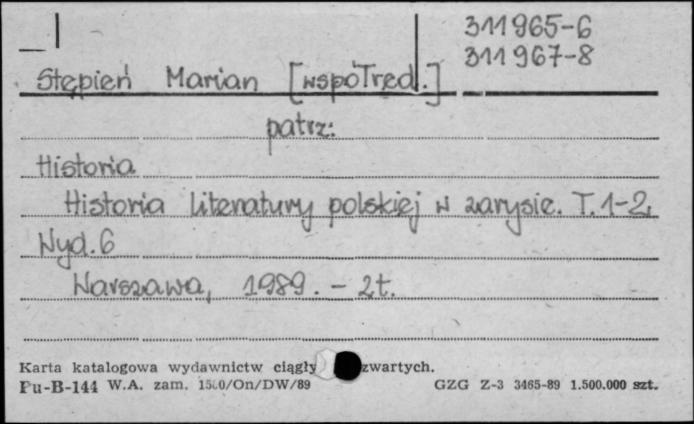 311965-6
311967-8
Stępień Marian [współred.]
patrz:
Historia
Historia literatury polskiej w zarysie. T. 1-2.
Wyd. 6
Warszawa, 1989. - 2t.
Karta katalogowa wydawnictw ciągły zwartych.
Pu-B-144 W.A. zam. /On/DW/89 GZG Z-3 3465-89 1.500.000 szt.